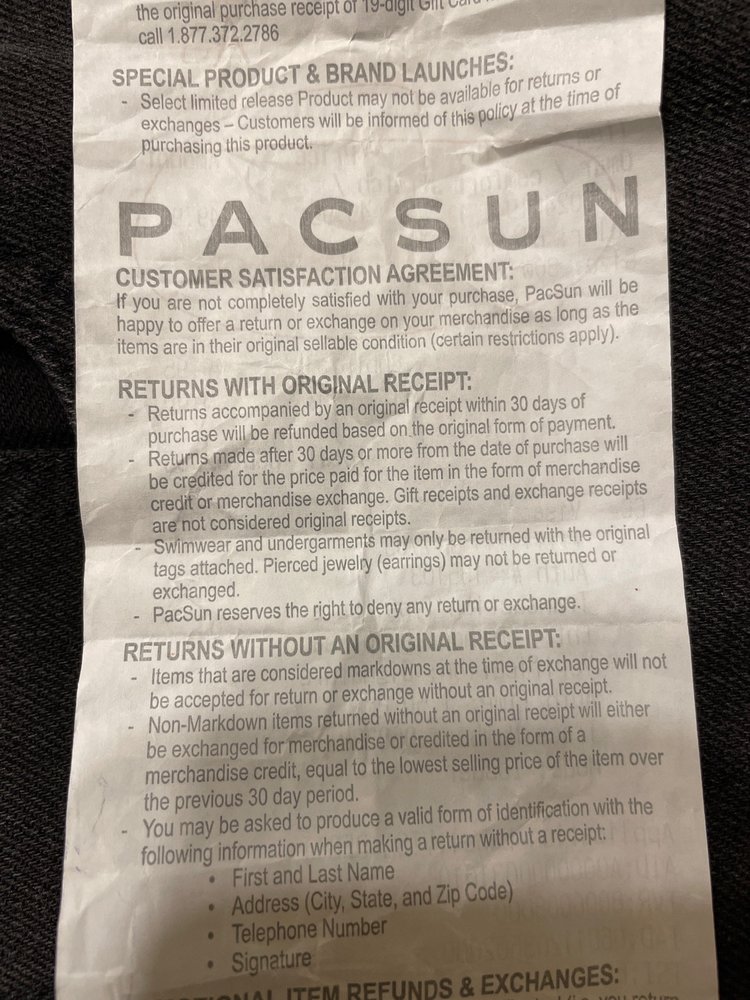 the original purchase receipt of 19-digit Gift Card
call 1.877.372.2786
SPECIAL PRODUCT & BRAND LAUNCHES:
- Select limited release Product may not be available for returns or
exchanges – Customers will be informed of this policy at the time of
purchasing this product.
PACSUN
CUSTOMER SATISFACTION AGREEMENT:
If you are not completely satisfied with your purchase, PacSun will be
happy to offer a return or exchange on your merchandise as long as the
items are in their original sellable condition (certain restrictions apply).
RETURNS WITH ORIGINAL RECEIPT:
- Returns accompanied by an original receipt within 30 days of
purchase will be refunded based on the original form of payment.
- Returns made after 30 days or more from the date of purchase will
be credited for the price paid for the item in the form of merchandise
credit or merchandise exchange. Gift receipts and exchange receipts
are not considered original receipts.
- Swimwear and undergarments may only be returned with the original
tags attached. Pierced jewelry (earrings) may not be returned or
exchanged.
- PacSun reserves the right to deny any return or exchange.
RETURNS WITHOUT AN ORIGINAL RECEIPT:
- Items that are considered markdowns at the time of exchange will not
be accepted for return or exchange without an original receipt.
- Non-Markdown items returned without an original receipt will either
be exchanged for merchandise or credited in the form of a
merchandise credit, equal to the lowest selling price of the item over
the previous 30 day period.
- You may be asked to produce a valid form of identification with the
following information when making a return without a receipt:
• First and Last Name
• Address (City, State, and Zip Code)
• Telephone Number
• Signature
ITEM REFUNDS & EXCHANGES: